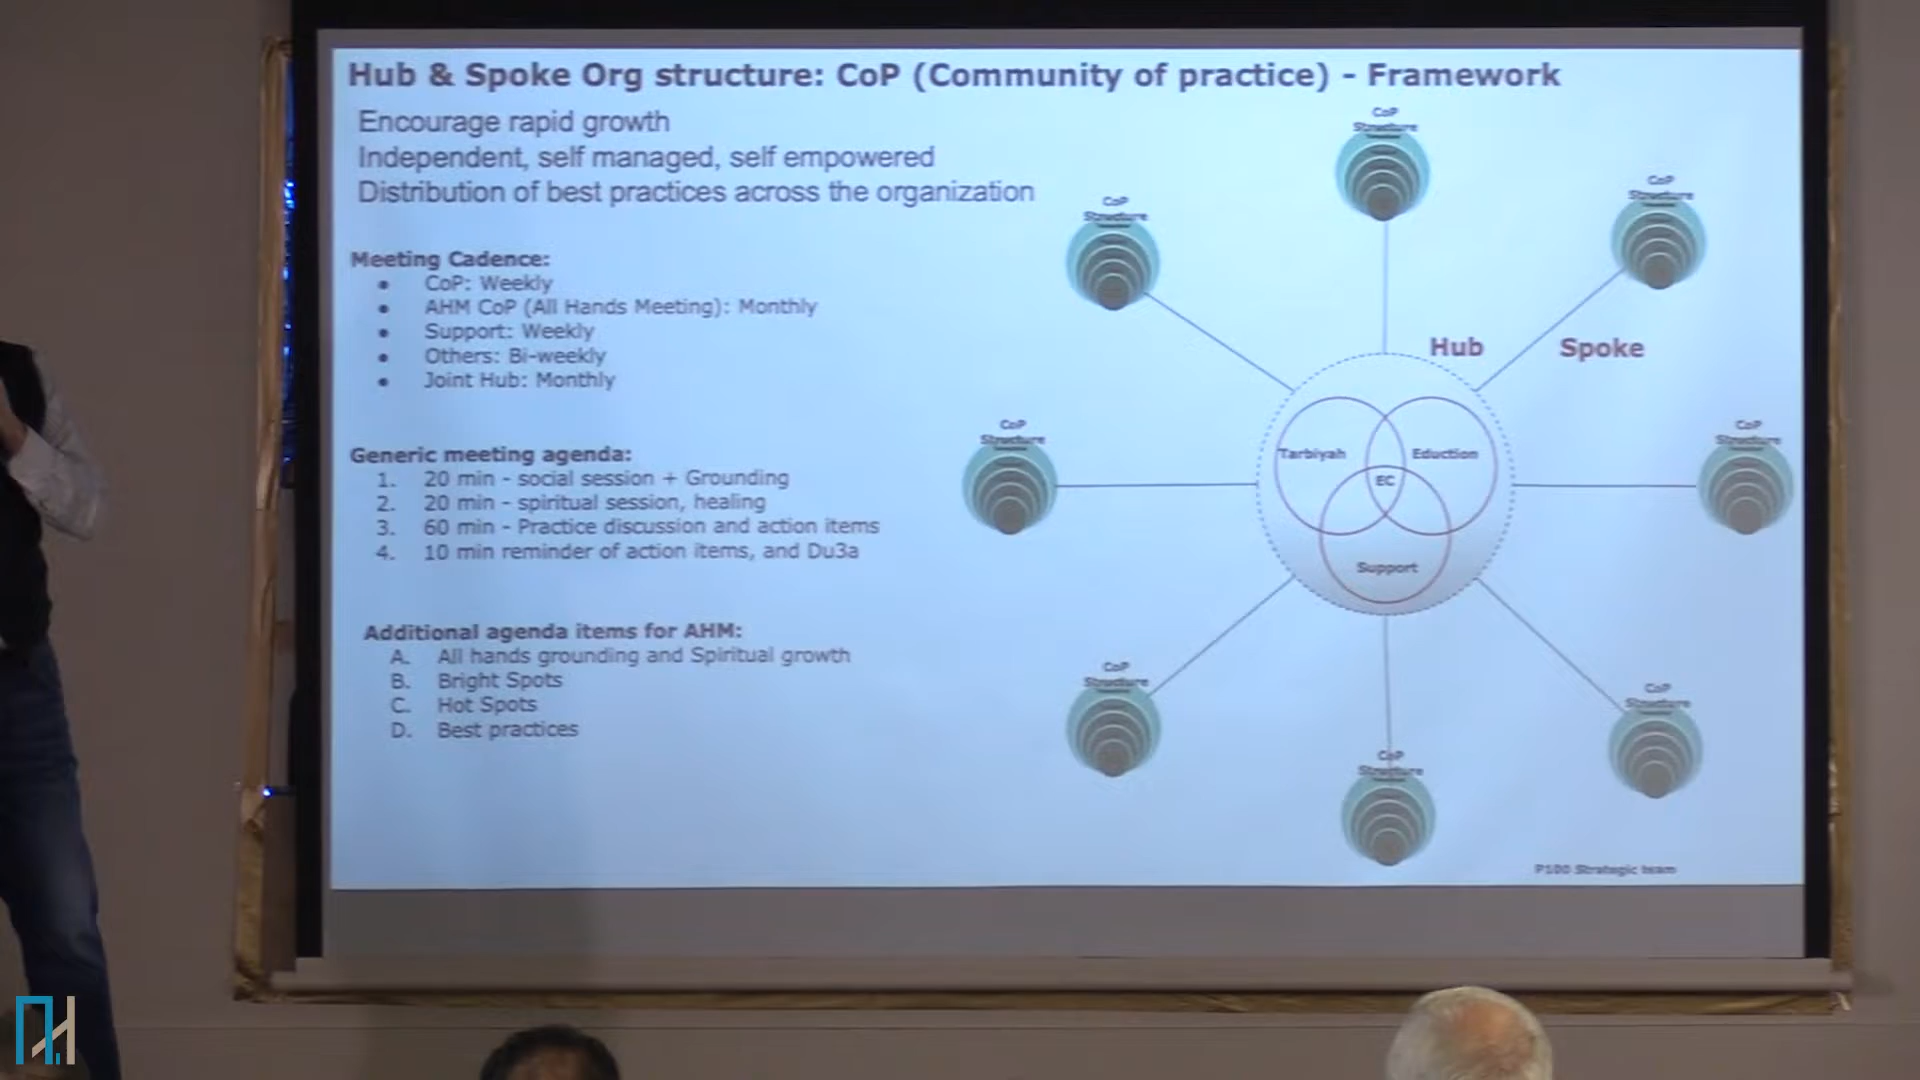 Hub & Spoke Org structure: CoP (Community of practice) - Framework
Encourage rapid growth
Independent, self managed, self empowered
Distribution of best practices across the organization
Meeting Cadence:
• CoP: Weekly
• AHM CoP (All Hands Meeting): Monthly
• Support: Weekly
• Others: Bi-weekly
• Joint Hub: Monthly
Generic meeting agenda:
1. 20 min - social session + Grounding
2. 20 min - spiritual session, healing
3. 60 min - Practice discussion and action items
4. 10 min reminder of action items, and Du3a
Additional agenda items for AHM:
A. All hands grounding and Spiritual growth
B. Bright Spots
C. Hot Spots
D. Best practices
CoP
Structure
CoP
Structure
CoP
Structure
Hub
Spoke
CoP
Structure
Tarbiyah
Eduction
EC
Support
CoP
Structure
CoP
Structure
CoP
Structure
CoP
Structure
P100 Strategic team